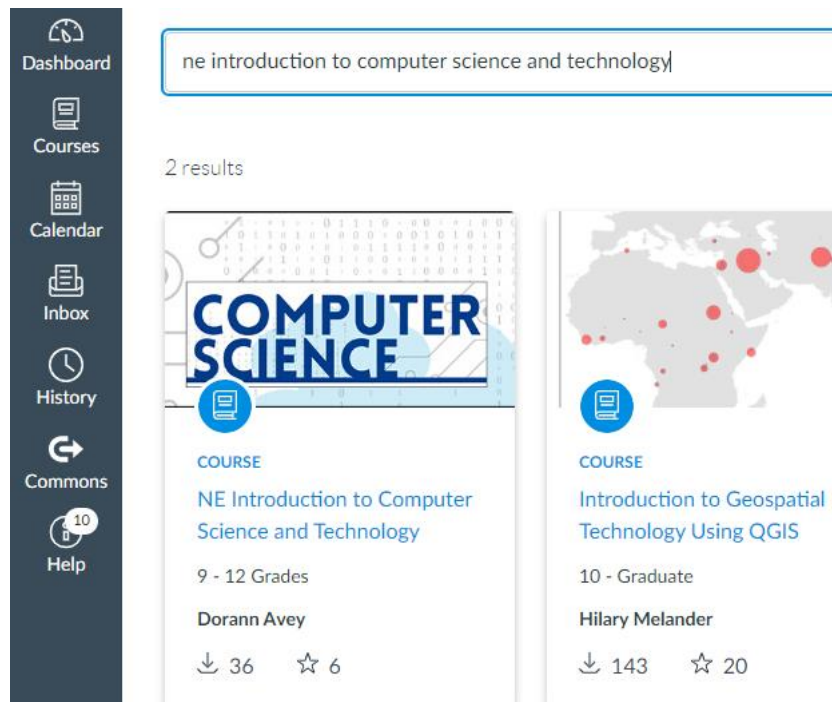 Dashboard
Courses
Calendar
Inbox
History
Commons
10
Help
ne introduction to computer science and technology
2 results
COMPUTER
SCIENCE
COURSE
NE Introduction to Computer
Science and Technology
9 - 12 Grades
Dorann Avey
36 6
COURSE
Introduction to Geospatial
Technology Using QGIS
10 - Graduate
Hilary Melander
143 20